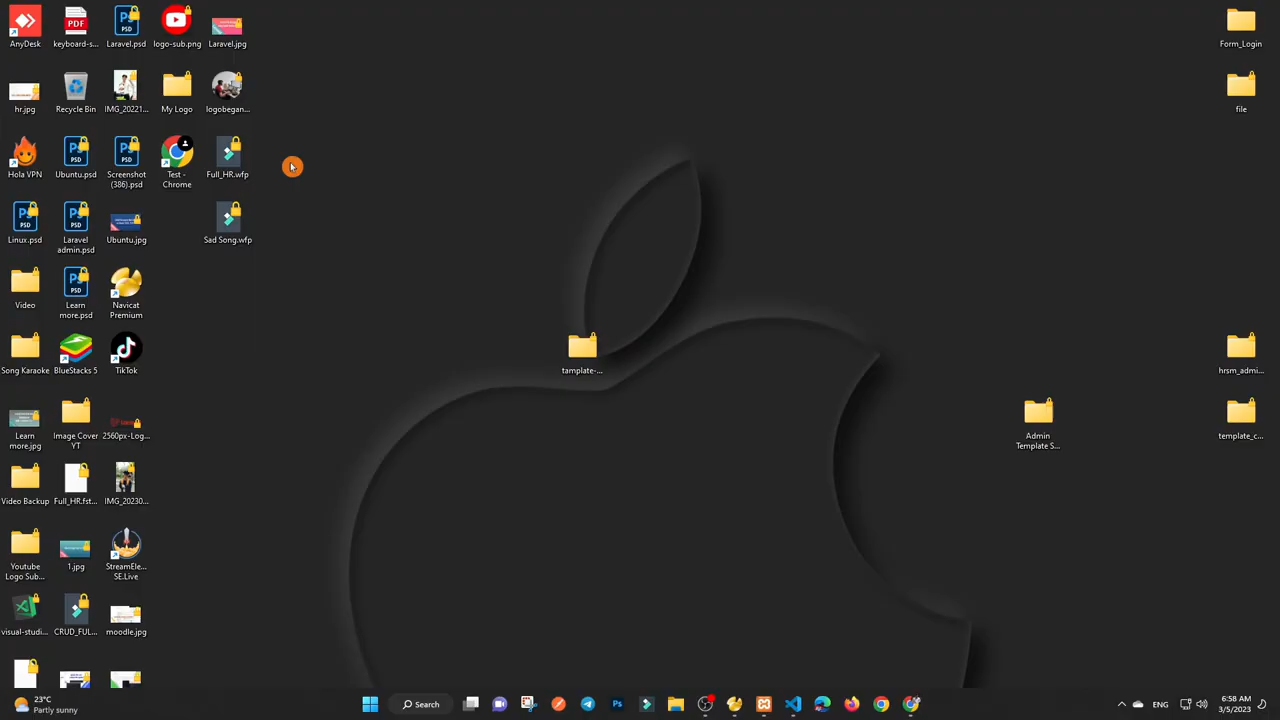 AnyDesk
keyboard-s...
Laravel.psd
logo-sub.png
Laravel.jpg
hr.jpg
Recycle Bin
IMG_20221...
My Logo
logobegan...
Hola VPN
Ubuntu.psd
Screenshot
(386).psd
Test -
Chrome
Full_HR.wfp
Linux.psd
Laravel
admin.psd
Ubuntu.jpg
Sad Song.wfp
Video
Learn
more.psd
Navicat
Premium
Song Karaoke
BlueStacks 5
TikTok
Learn
more.jpg
Image Cover
YT
2560px-Log...
Video Backup
Full_HR.fst...
IMG_20230...
Youtube
Logo Sub...
1.jpg
StreamEle...
SE.Live
visual-studi...
CRUD_FUL...
moodle.jpg
tamplate-...
Admin
Template S...
Form_Login
file
hrsm_admi...
template_c...
PDF
PSD
PSD
PSD
PSD
PSD
PSD
PSD
23°C
Partly sunny
Search
Ps
ENG
6:58 AM
3/5/2023